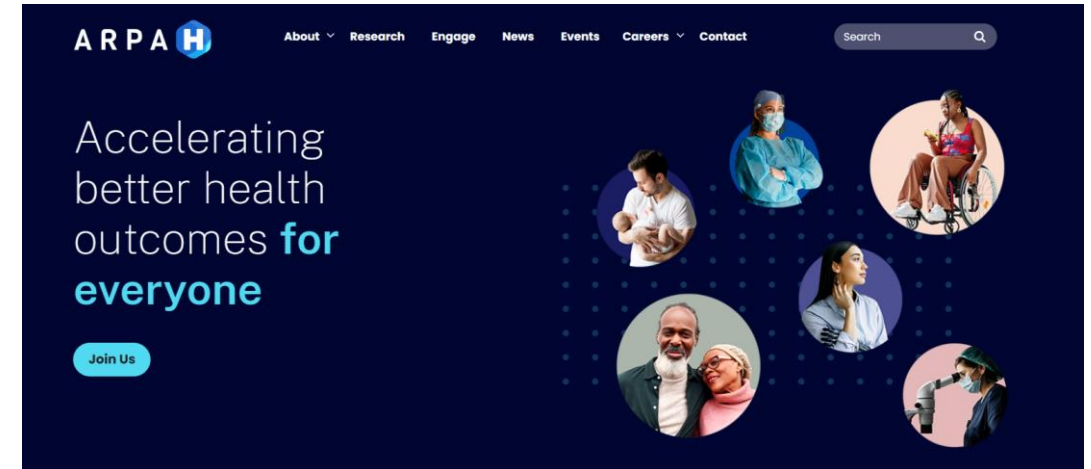 ARPA H
About Research Engage News Events Careers Contact
Search
Accelerating
better health
outcomes for
everyone
Join Us